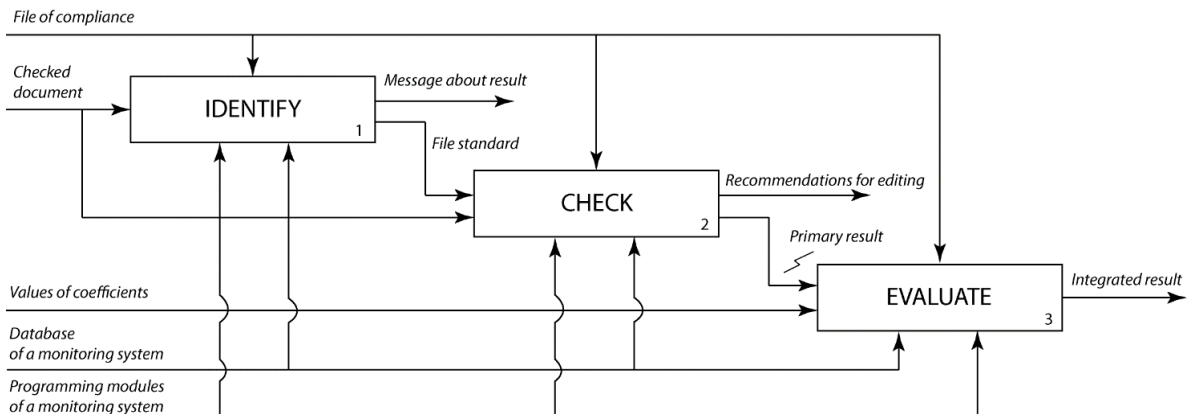 File of compliance
Checked
document
Message about result
IDENTIFY
1
File standard
Recommendations for editing
CHECK
2
Primary result
Integrated result
Values of coefficients
EVALUATE
3
Database
of a monitoring system
Programming modules
of a monitoring system